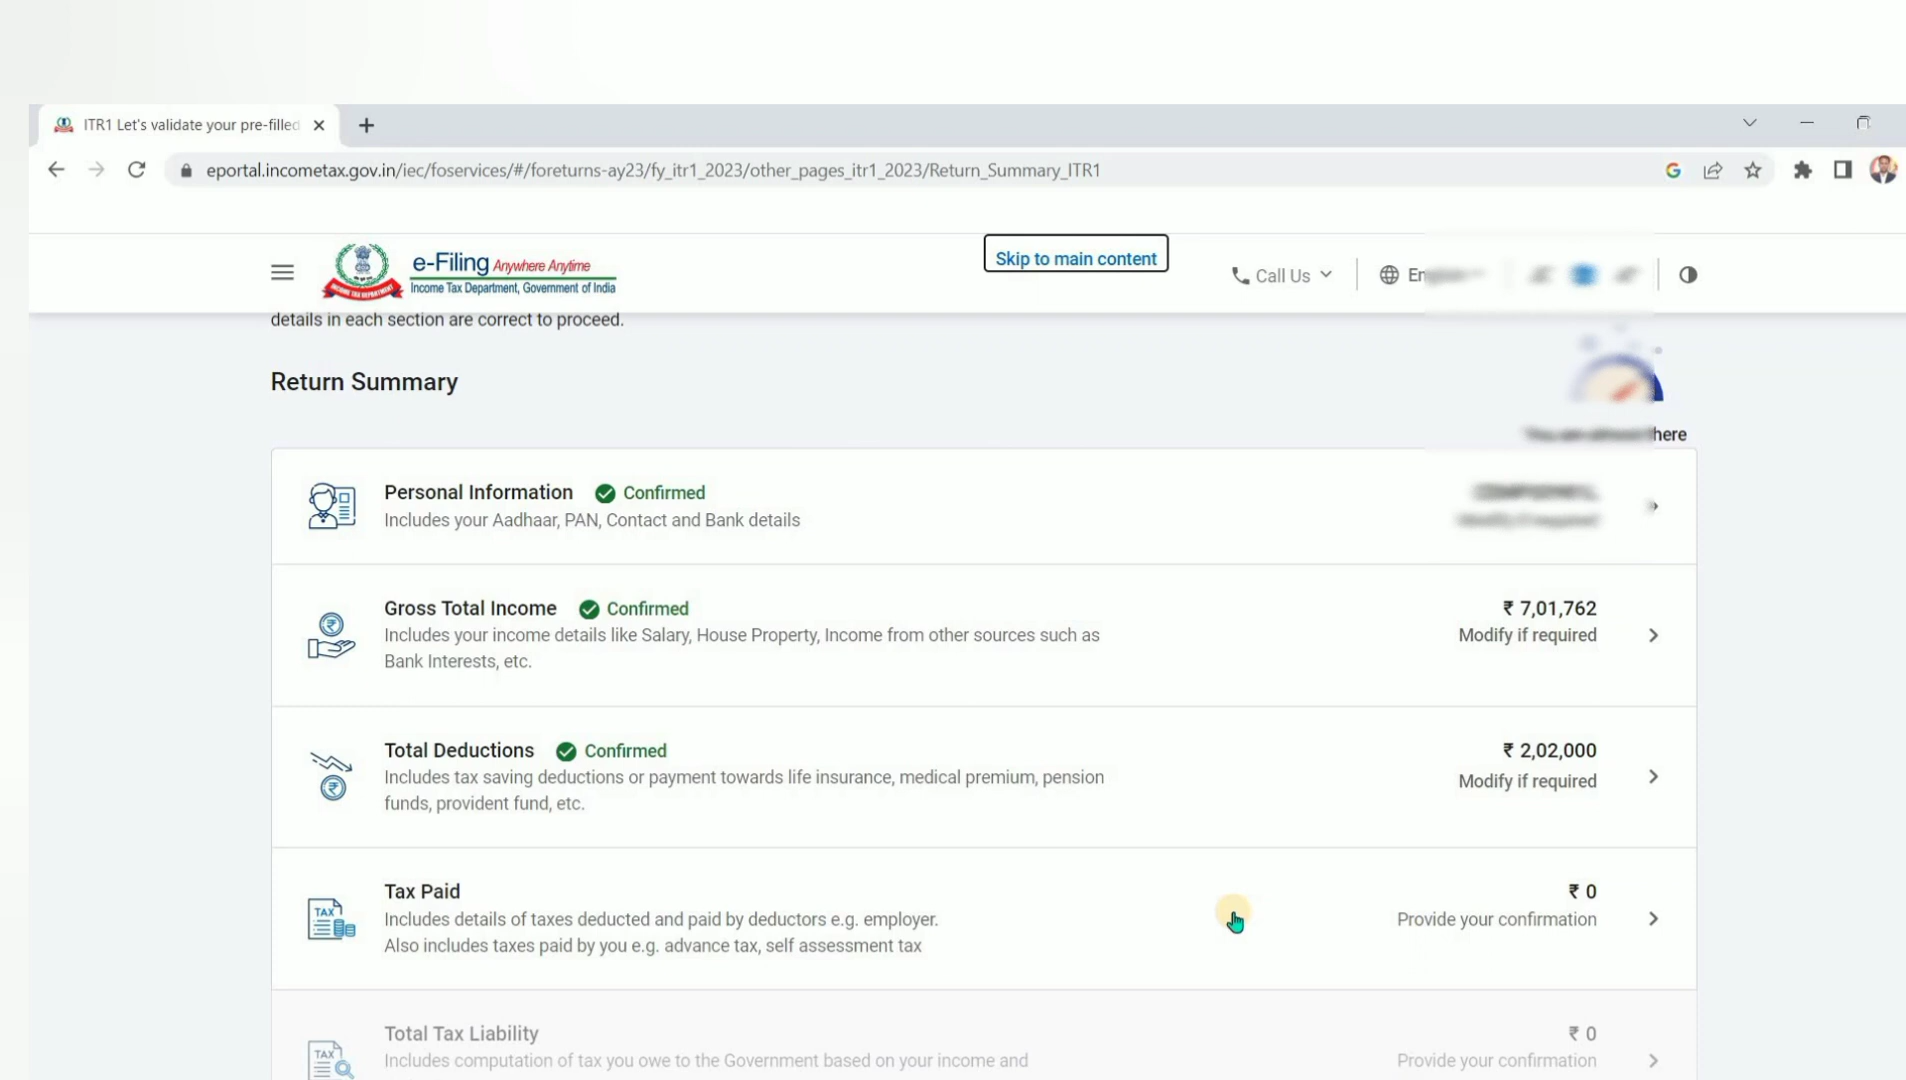 ITR1 Let's validate your pre-filled
eportal.incometax.gov.in/iec/foservices/#/foreturns-ay23/fy_itr1_2023/other_pages_itr1_2023/Return_Summary_ITR1
e-Filing Anywhere Anytime
Income Tax Department, Government of India
INCOME TAX DEPARTMENT
Skip to main content
Call Us
details in each section are correct to proceed.
Return Summary
Personal Information Confirmed
Includes your Aadhaar, PAN, Contact and Bank details
Gross Total Income Confirmed ₹ 7,01,762
Includes your income details like Salary, House Property, Income from other sources such as Modify if required
Bank Interests, etc.
Total Deductions Confirmed ₹ 2,02,000
Includes tax saving deductions or payment towards life insurance, medical premium, pension Modify if required
funds, provident fund, etc.
TAX
Tax Paid ₹ 0
Includes details of taxes deducted and paid by deductors e.g. employer. Provide your confirmation
Also includes taxes paid by you e.g. advance tax, self assessment tax
TAX
Total Tax Liability ₹ 0
Includes computation of tax you owe to the Government based on your income and Provide your confirmation